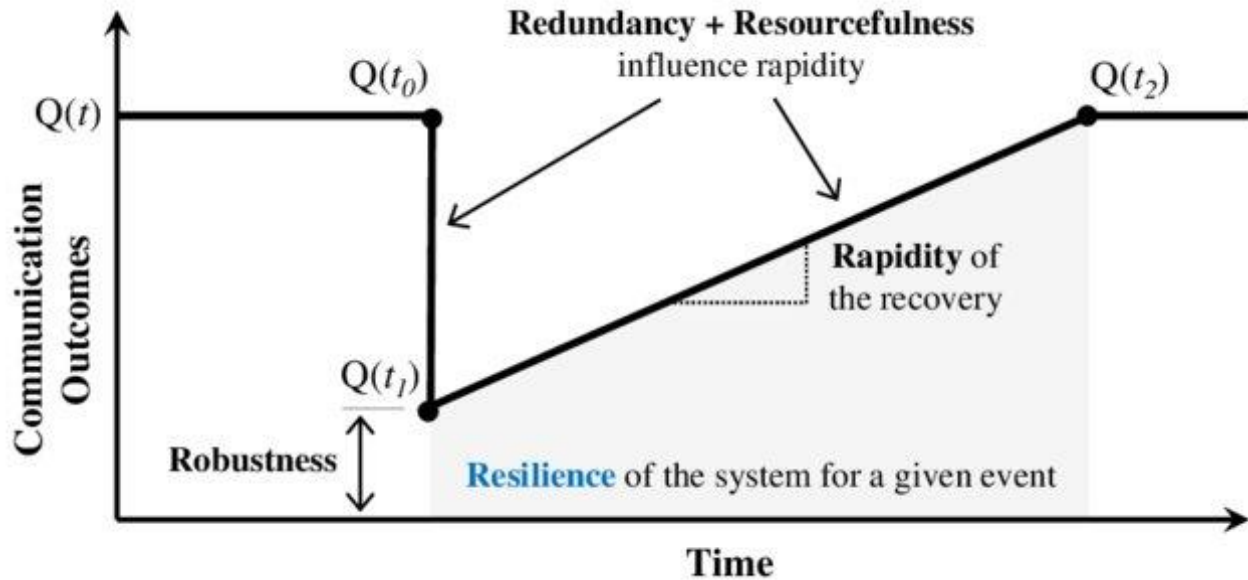 Redundancy + Resourcefulness
influence rapidity
Q(t₀)
Q(t₂)
Q(t)
Communication
Outcomes
Rapidity of
the recovery
Q(t₁)
Robustness
Resilience of the system for a given event
Time